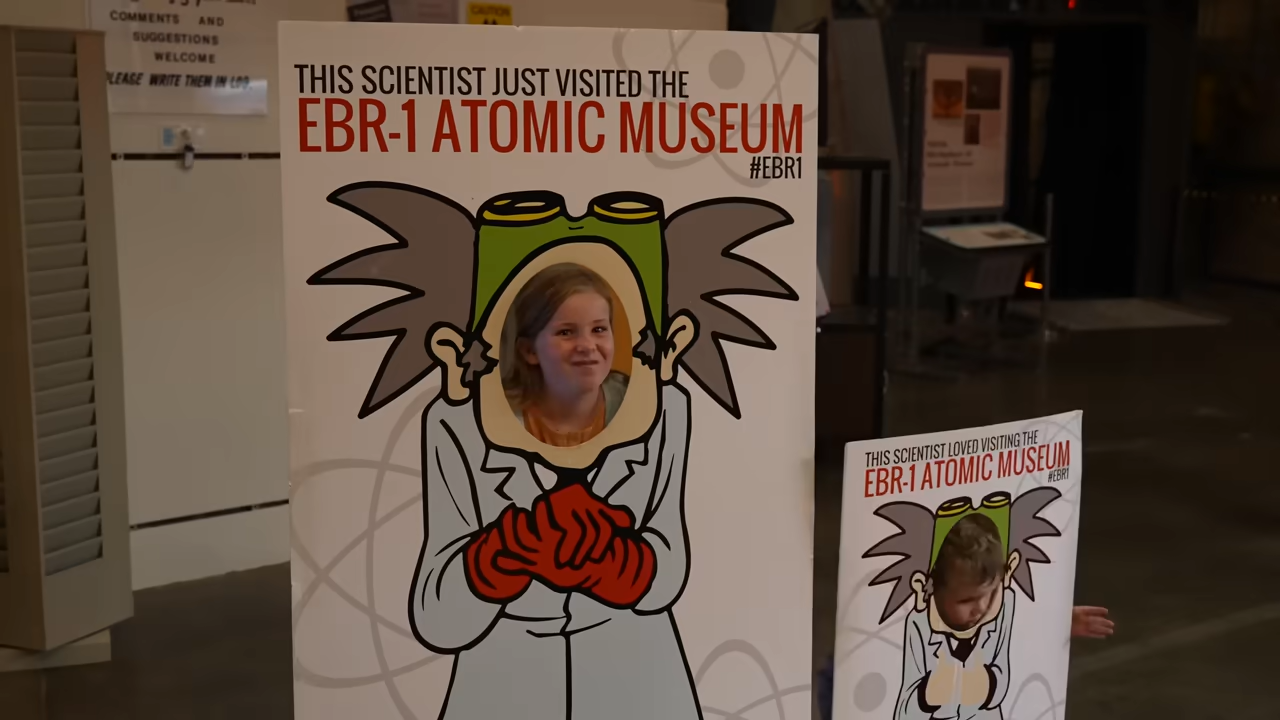 COMMENTS AND
SUGGESTIONS
WELCOME
PLEASE WRITE THEM IN LOG.
CAUTION
THIS SCIENTIST JUST VISITED THE
EBR-1 ATOMIC MUSEUM
#EBR1
THIS SCIENTIST LOVED VISITING THE
EBR-1 ATOMIC MUSEUM
#EBR1